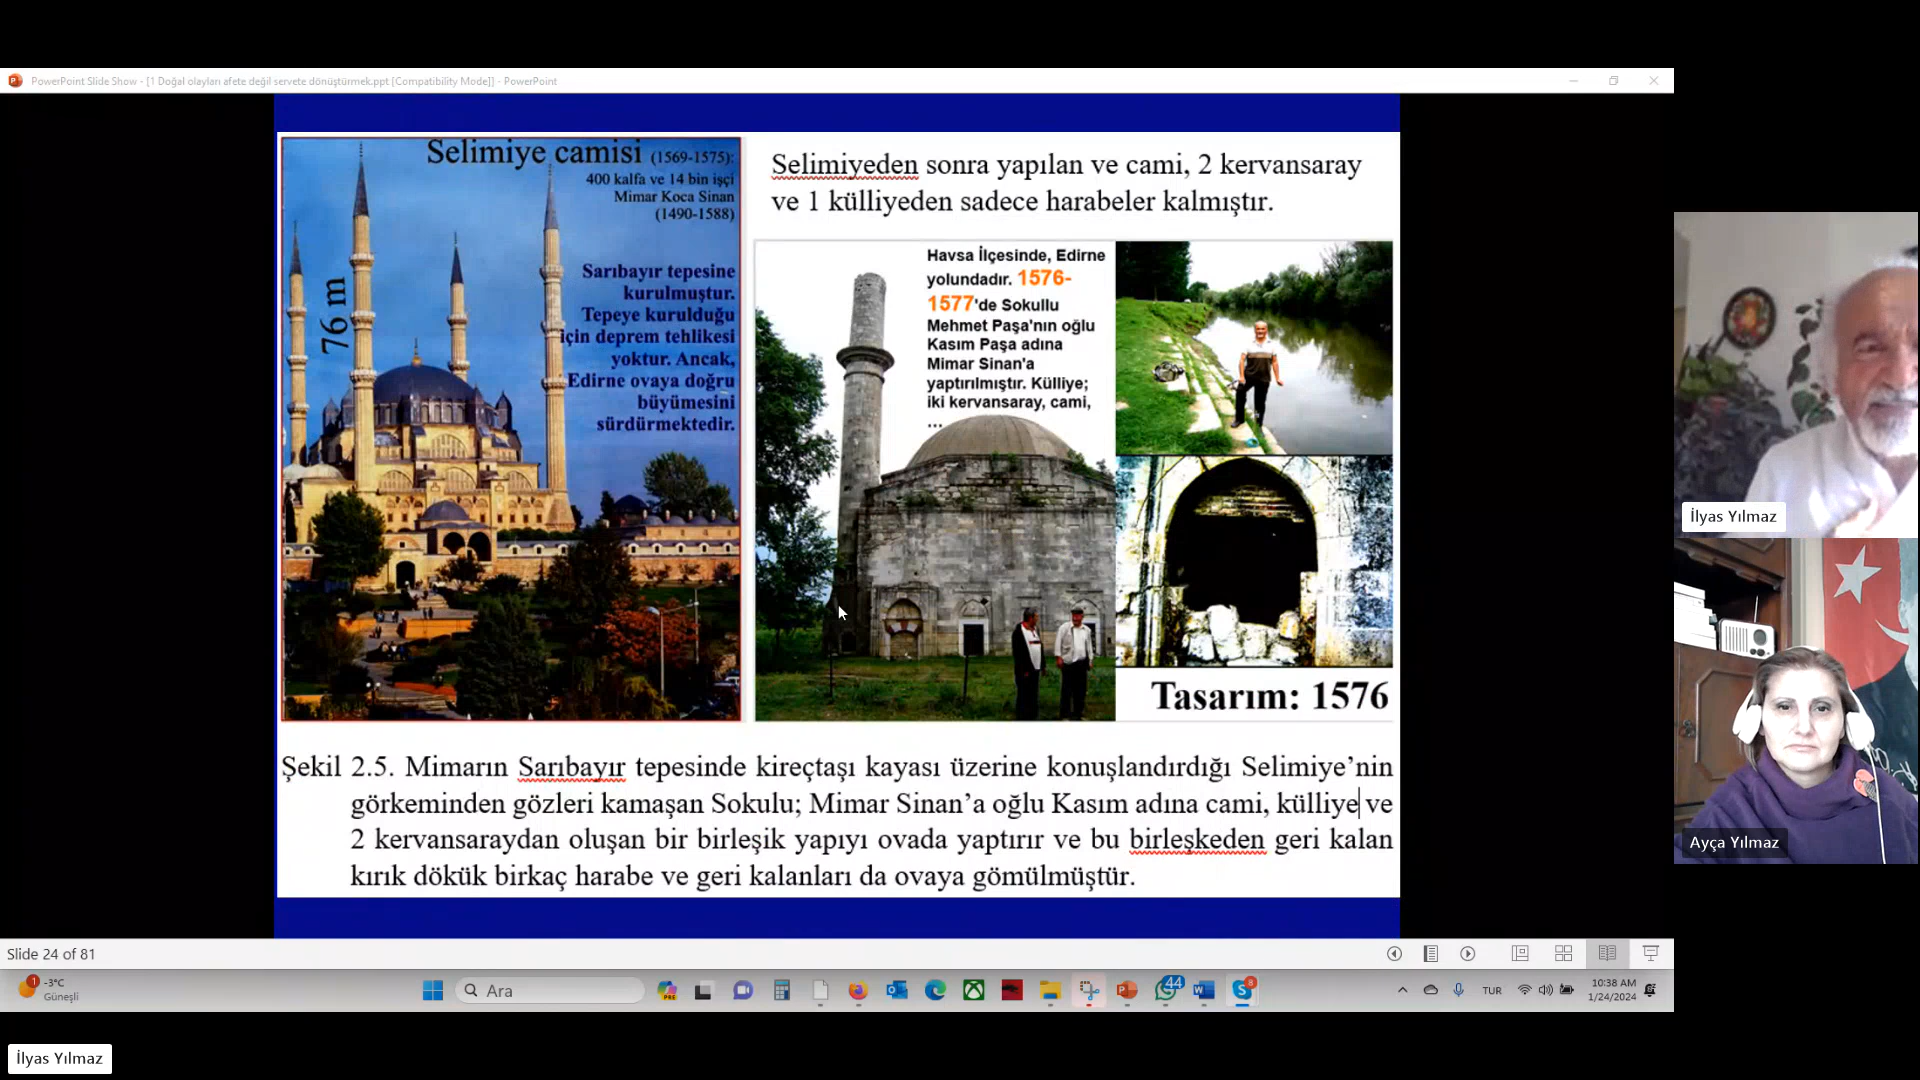 PowerPoint Slide Show - [1 Doğal olayları afete değil servete dönüştürmek.ppt [Compatibility Mode]] - PowerPoint
Selimiye camisi (1569-1575):
400 kalfa ve 14 bin işçi
Mimar Koca Sinan
(1490-1588)
76 m
Sarıbayır tepesine
kurulmuştur.
Tepeye kurulduğu
için deprem tehlikesi
yoktur. Ancak,
Edirne ovaya doğru
büyümesini
sürdürmektedir.
Selimiyeden sonra yapılan ve cami, 2 kervansaray
ve 1 külliyeden sadece harabeler kalmıştır.
Havsa İlçesinde, Edirne
yolundadır. 1576-
1577'de Sokullu
Mehmet Paşa'nın oğlu
Kasım Paşa adına
Mimar Sinan'a
yaptırılmıştır. Külliye;
iki kervansaray, cami,
...
Tasarım: 1576
Şekil 2.5. Mimarın Sarıbayır tepesinde kireçtaşı kayası üzerine konuşlandırdığı Selimiye’nin
görkeminden gözleri kamaşan Sokulu; Mimar Sinan’a oğlu Kasım adına cami, külliye ve
2 kervansaraydan oluşan bir birleşik yapıyı ovada yaptırır ve bu birleşkeden geri kalan
kırık dökük birkaç harabe ve geri kalanları da ovaya gömülmüştür.
İlyas Yılmaz
Ayça Yılmaz
Slide 24 of 81
1
-3°C
Güneşli
Ara
PRE
44
8
TUR
10:38 AM
1/24/2024
İlyas Yılmaz